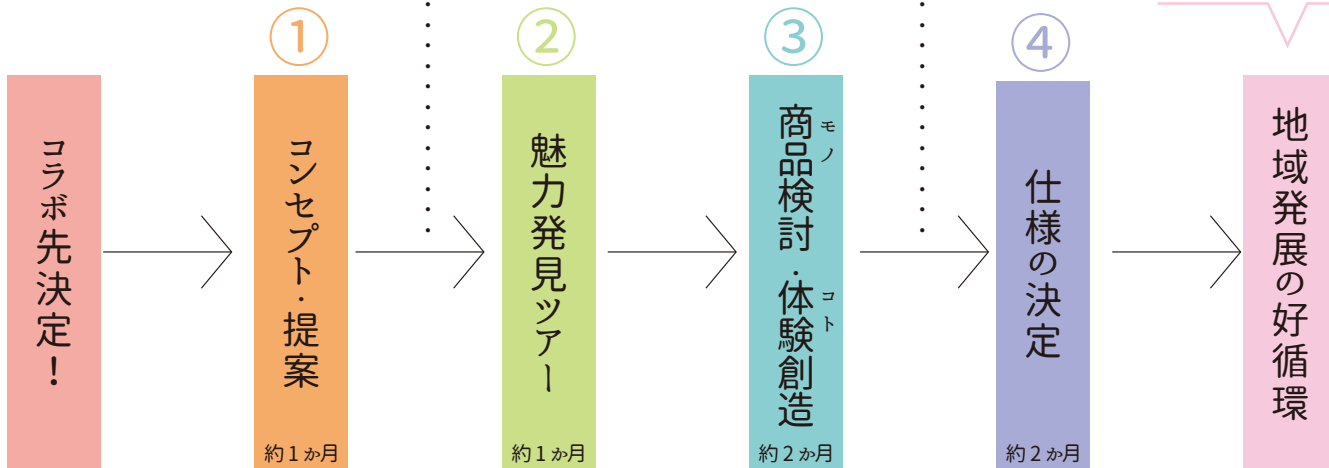 コラボ先決定！
①
コンセプト・提案
約1か月
②
魅力発見ツアー
約1か月
③
商品検討・体験創造
モノ
コト
約2か月
④
仕様の決定
約2か月
地域発展の好循環